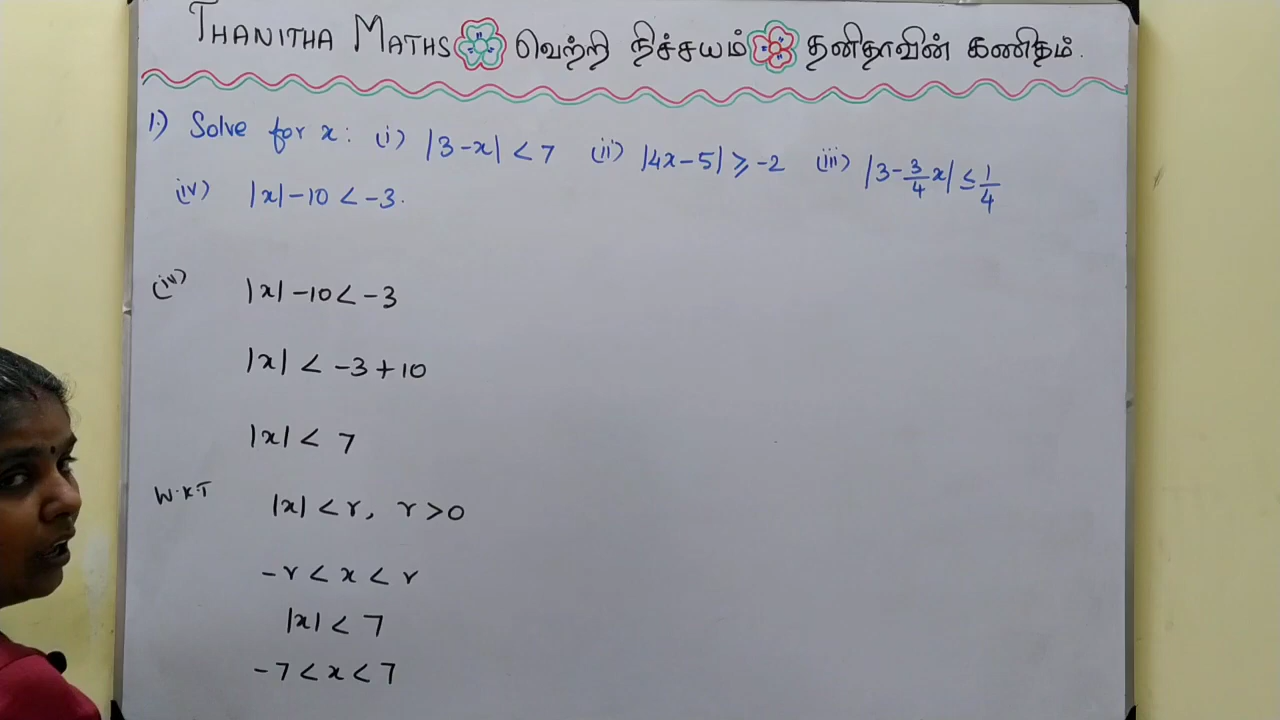 THANITHA MATHS வெற்றி நிச்சயம் தனிதாவின் கணிதம்.
1.) Solve for x: (i) |3-x| < 7 (ii) |4x-5| ≥ -2 (iii) |3-3/4x| ≤ 1/4
(iv) |x|-10 < -3.
(iv) |x|-10 < -3
|x| < -3+10
|x| < 7
W.K.T |x| < r, r > 0
-r < x < r
|x| < 7
-7 < x < 7